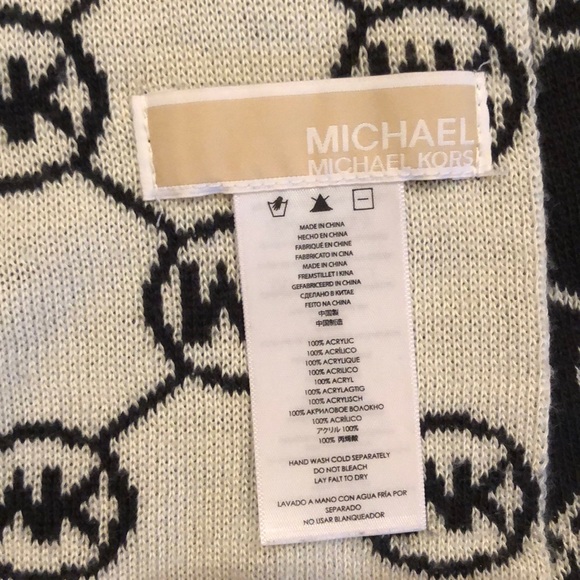 MICHAEL
MICHAEL KORS
MADE IN CHINA
HECHO EN CHINA
FABRIQUÉ EN CHINE
FABBRICATO IN CINA
MADE IN CHINA
FREMSTILLET I KINA
GEFABRICEERD IN CHINA
СДЕЛАНО В КИТАЕ
FEITO NA CHINA
中国製
中国制造
100% ACRYLIC
100% ACRÍLICO
100% ACRYLIQUE
100% ACRILICO
100% ACRYL
100% ACRYLAGTIG
100% ACRYLISCH
100% АКРИЛОВОЕ ВОЛОКНО
100% ACRÍLICO
アクリル 100%
100% 丙烯酸
HAND WASH COLD SEPARATELY
DO NOT BLEACH
LAY FLAT TO DRY
LAVADO A MANO CON AGUA FRÍA POR
SEPARADO
NO USAR BLANQUEADOR